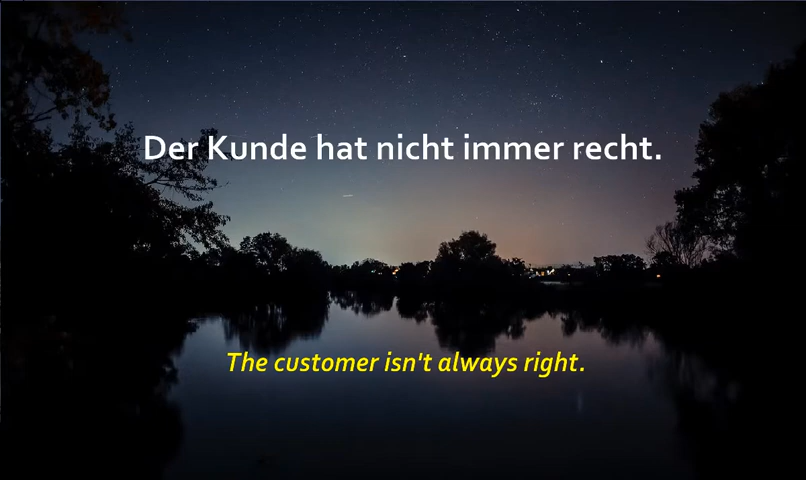 Der Kunde hat nicht immer recht.
The customer isn't always right.